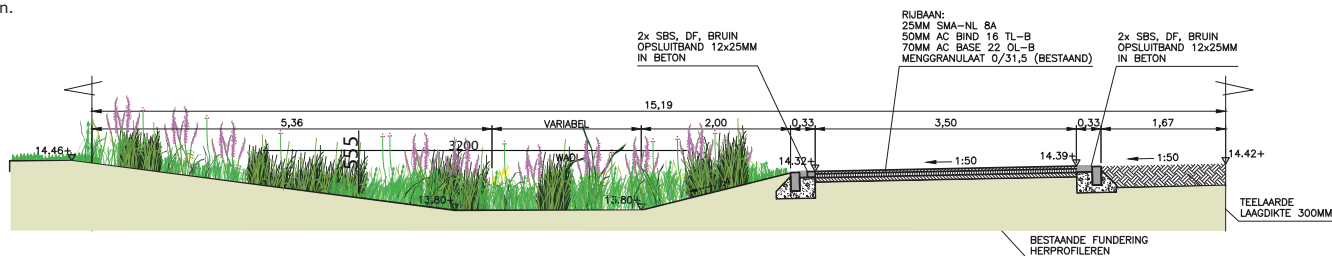 n.
RIJBAAN:
25MM SMA-NL 8A
50MM AC BIND 16 TL-B
70MM AC BASE 22 OL-B
MENGGRANULAAT 0/31,5 (BESTAAND)
2x SBS, DF, BRUIN
OPSLUITBAND 12x25MM
IN BETON
2x SBS, DF, BRUIN
OPSLUITBAND 12x25MM
IN BETON
15,19
5,36
VARIABEL
2,00
0,33
3,50
0,33
1,67
555
3200
WADI
14.46+
14.32+
1:50
14.39+
1:50
14.42+
13.80+
13.80+
TEELAARDE
LAAGDIKTE 300MM
BESTAANDE FUNDERING
HERPROFILEREN